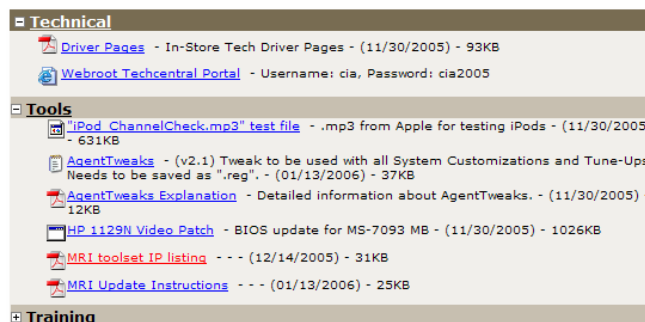 Technical
Driver Pages - In-Store Tech Driver Pages - (11/30/2005) - 93KB
Webroot Techcentral Portal - Username: cia, Password: cia2005
Tools
"iPod_ChannelCheck.mp3" test file - .mp3 from Apple for testing iPods - (11/30/2005
- 631KB
AgentTweaks - (v2.1) Tweak to be used with all System Customizations and Tune-Ups
Needs to be saved as ".reg". - (01/13/2006) - 37KB
AgentTweaks Explanation - Detailed information about AgentTweaks. - (11/30/2005) -
12KB
HP 1129N Video Patch - BIOS update for MS-7093 MB - (11/30/2005) - 1026KB
MRI toolset IP listing - - - (12/14/2005) - 31KB
MRI Update Instructions - - - (01/13/2006) - 25KB
Training